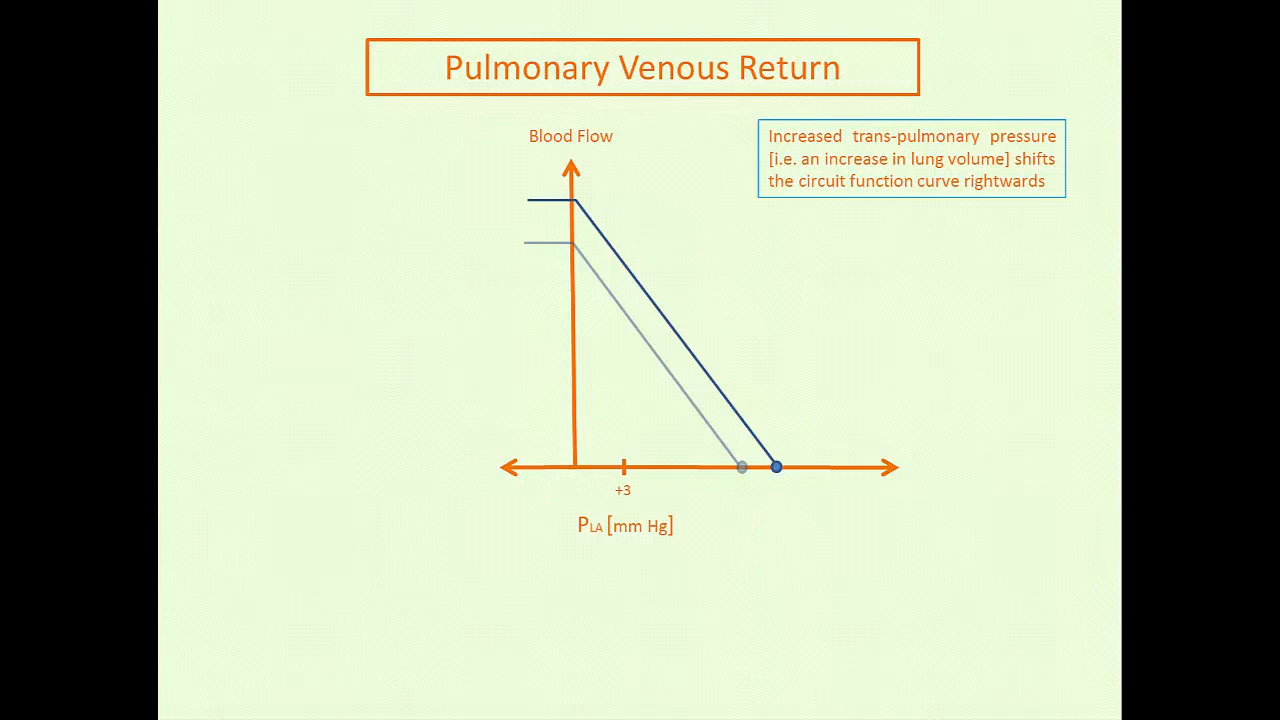 Pulmonary Venous Return
Blood Flow
Increased trans-pulmonary pressure
[i.e. an increase in lung volume] shifts
the circuit function curve rightwards
+3
PLA [mm Hg]